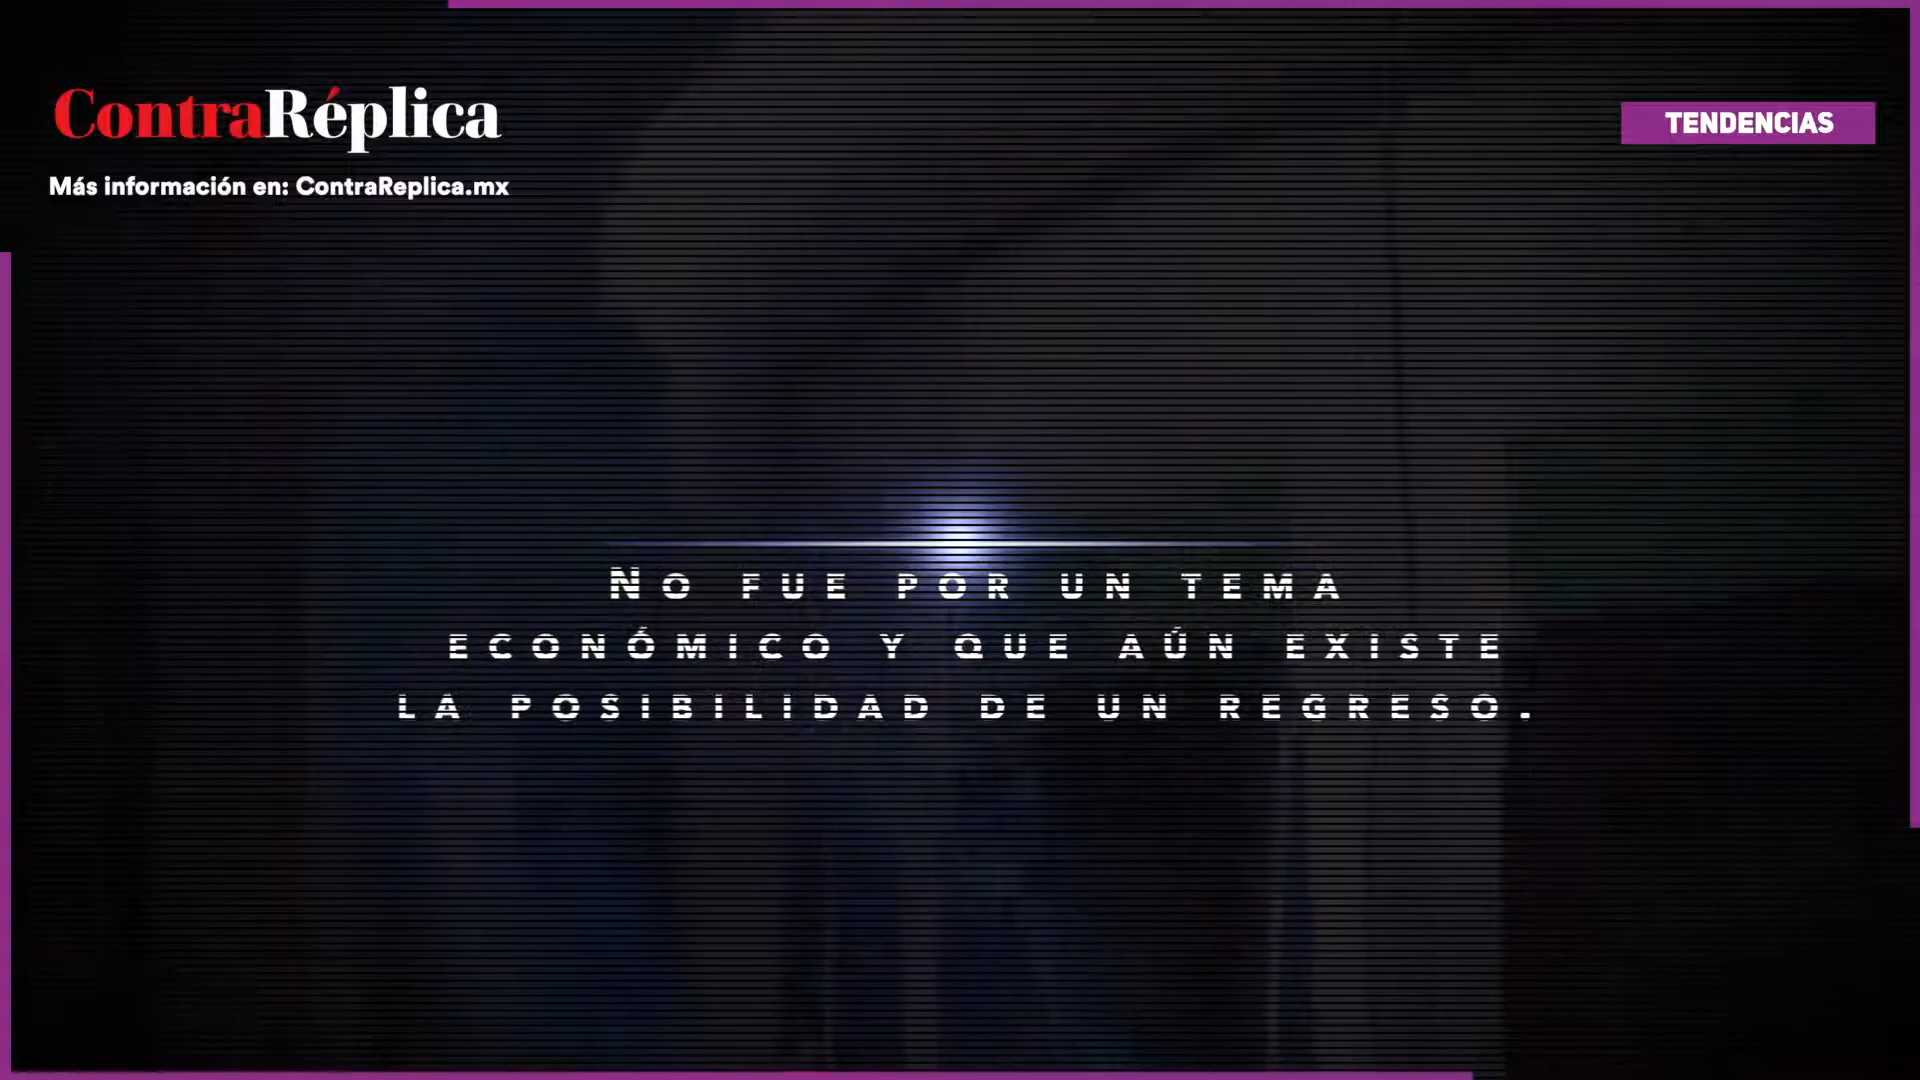 ContraRéplica
TENDENCIAS
Más información en: ContraReplica.mx
No fue por un tema
económico y que aún existe
la posibilidad de un regreso.